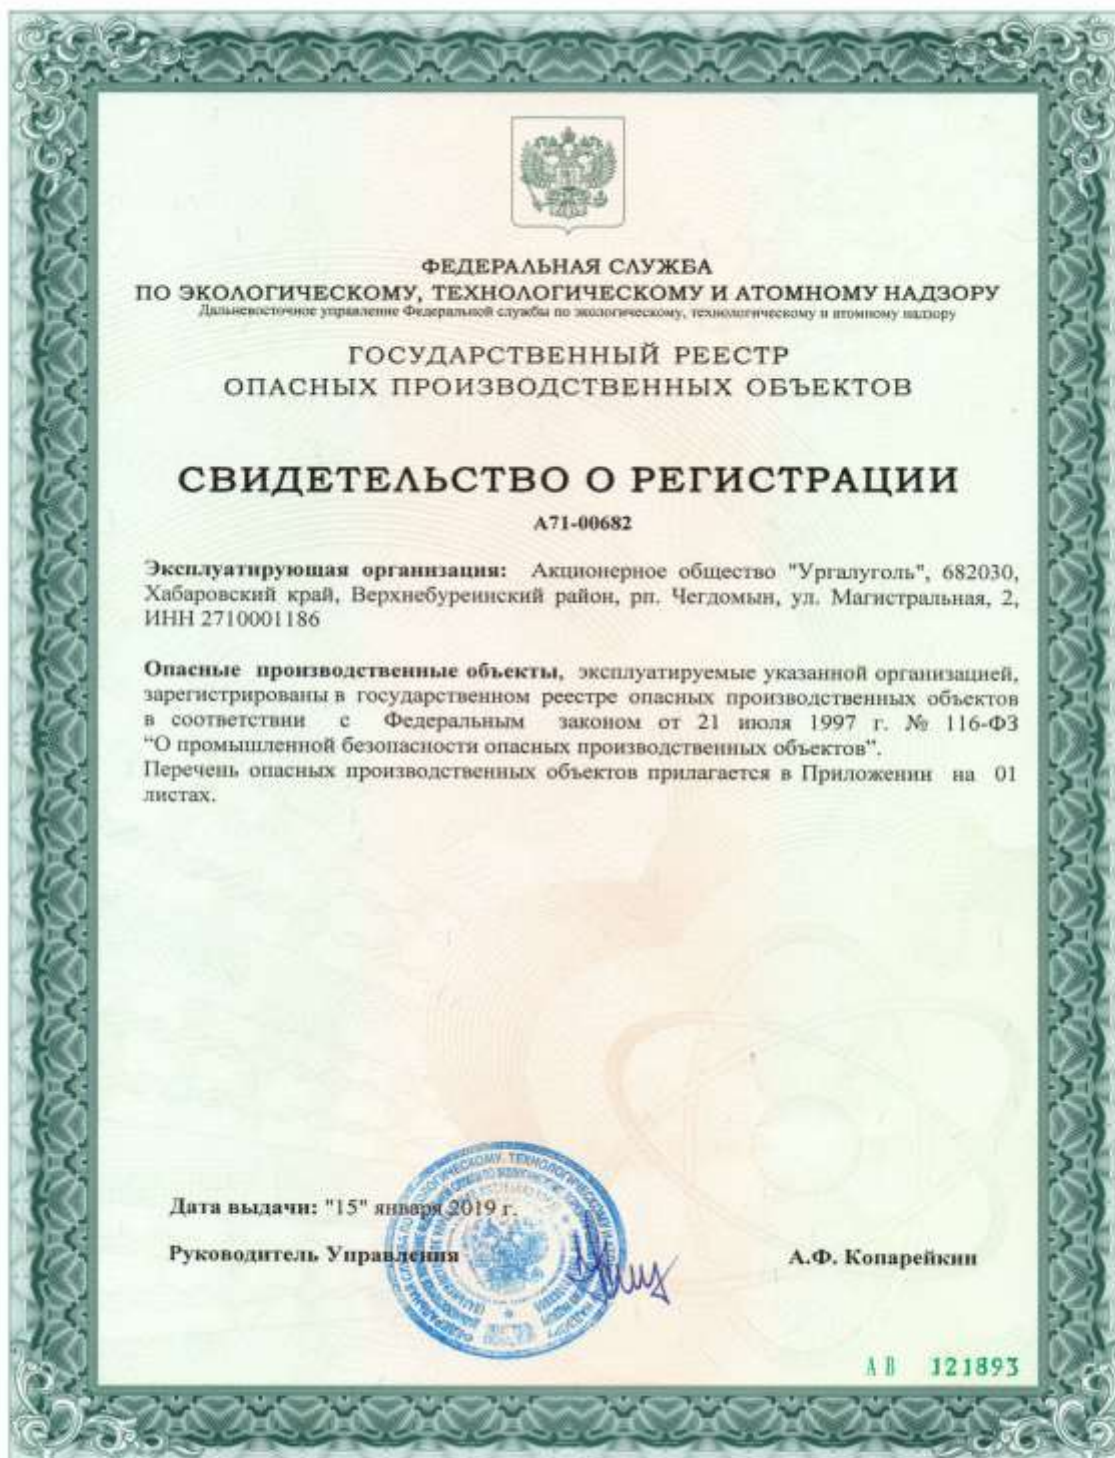 ФЕДЕРАЛЬНАЯ СЛУЖБА
ПО ЭКОЛОГИЧЕСКОМУ, ТЕХНОЛОГИЧЕСКОМУ И АТОМНОМУ НАДЗОРУ
Дальневосточное управление Федеральной службы по экологическому, технологическому и атомному надзору
ГОСУДАРСТВЕННЫЙ РЕЕСТР
ОПАСНЫХ ПРОИЗВОДСТВЕННЫХ ОБЪЕКТОВ
СВИДЕТЕЛЬСТВО О РЕГИСТРАЦИИ
А71-00682
Эксплуатирующая организация: Акционерное общество "Ургалуголь", 682030,
Хабаровский край, Верхнебуреинский район, рп. Чегдомын, ул. Магистральная, 2,
ИНН 2710001186
Опасные производственные объекты, эксплуатируемые указанной организацией,
зарегистрированы в государственном реестре опасных производственных объектов
в соответствии с Федеральным законом от 21 июля 1997 г. № 116-ФЗ
“О промышленной безопасности опасных производственных объектов”.
Перечень опасных производственных объектов прилагается в Приложении на 01
листах.
Дата выдачи: "15" января 2019 г.
Руководитель Управления
А.Ф. Копарейкин
АВ 121893